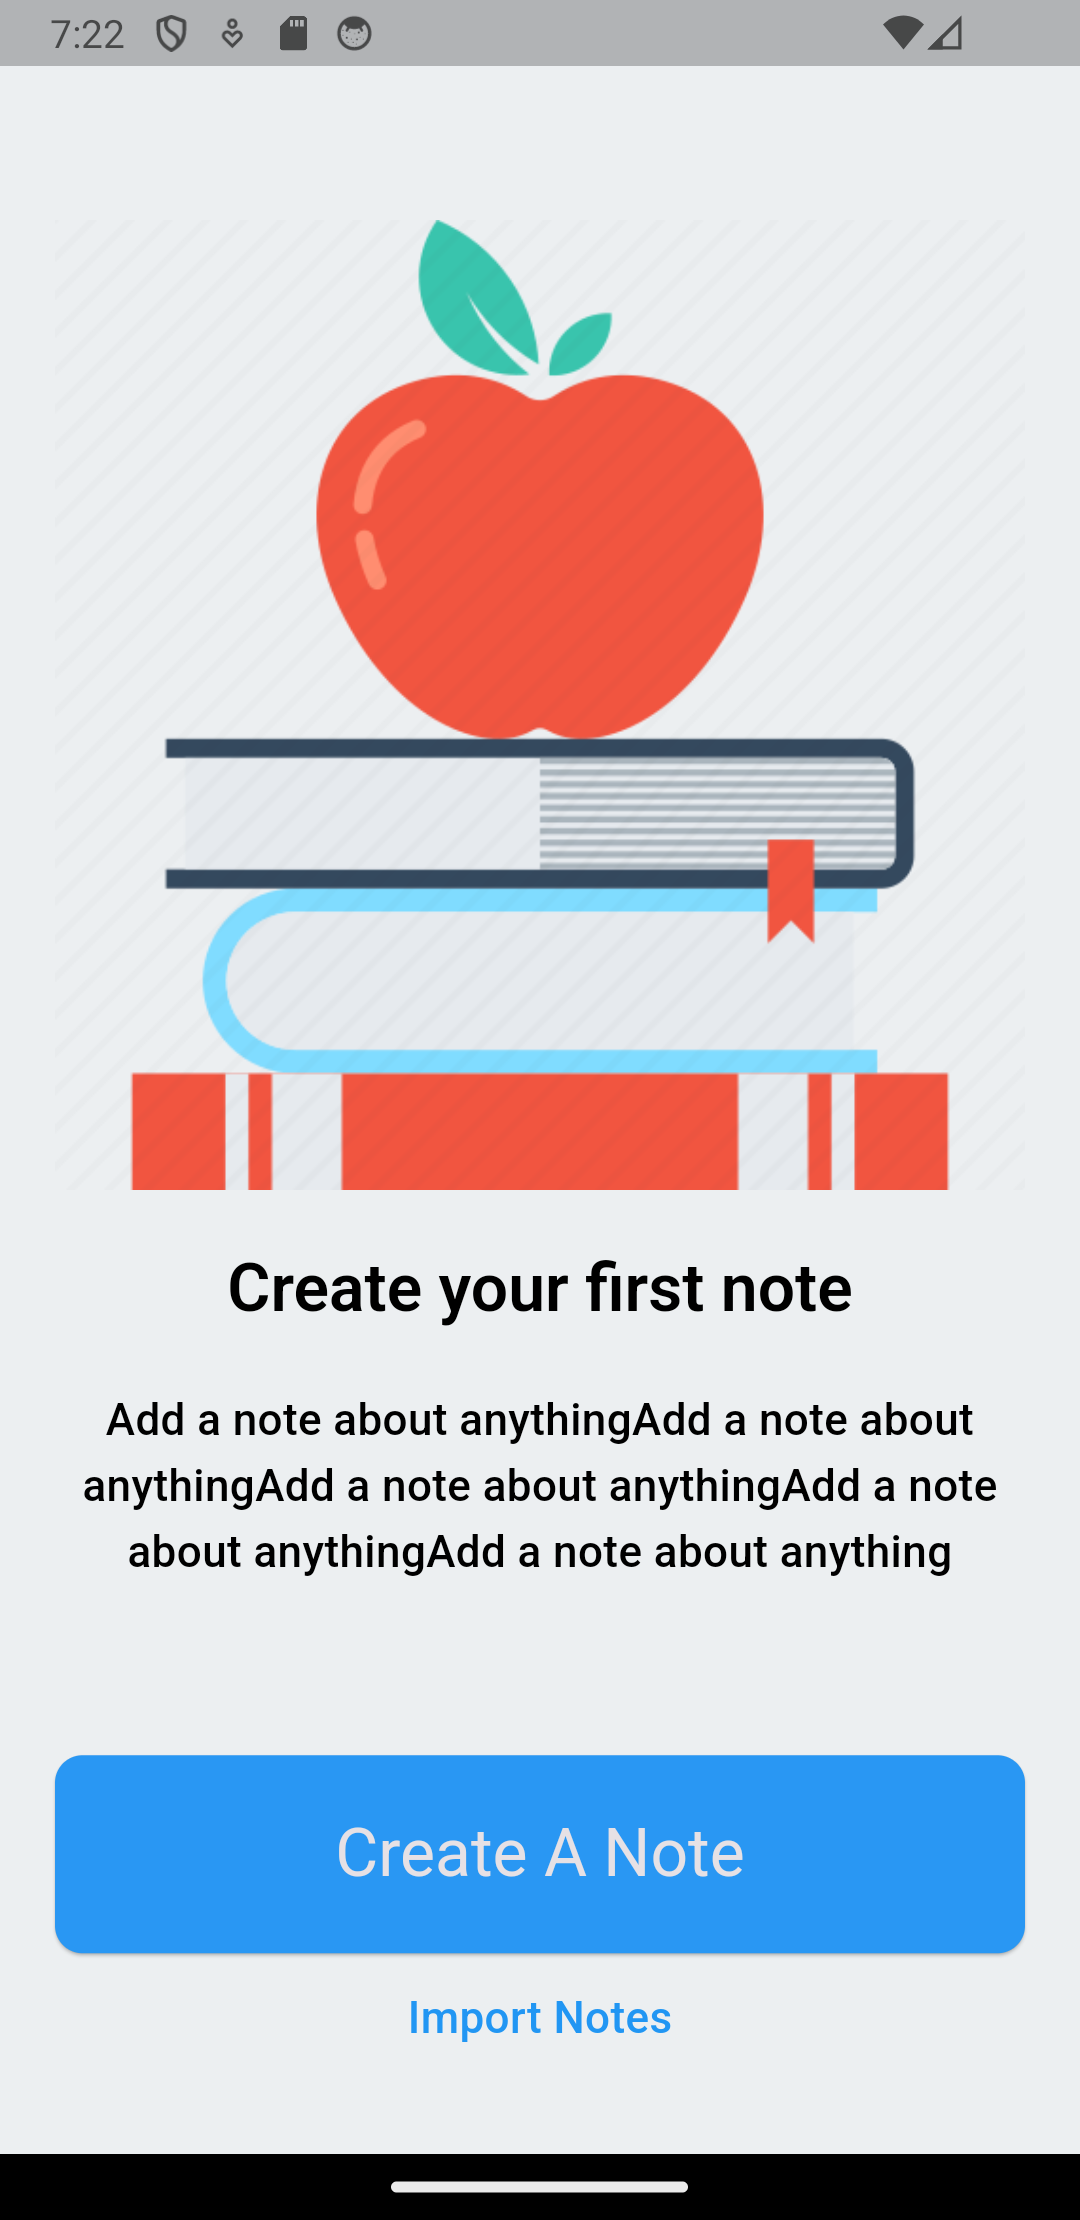 7:22
Create your first note
Add a note about anythingAdd a note about
anythingAdd a note about anythingAdd a note
about anythingAdd a note about anything
Create A Note
Import Notes